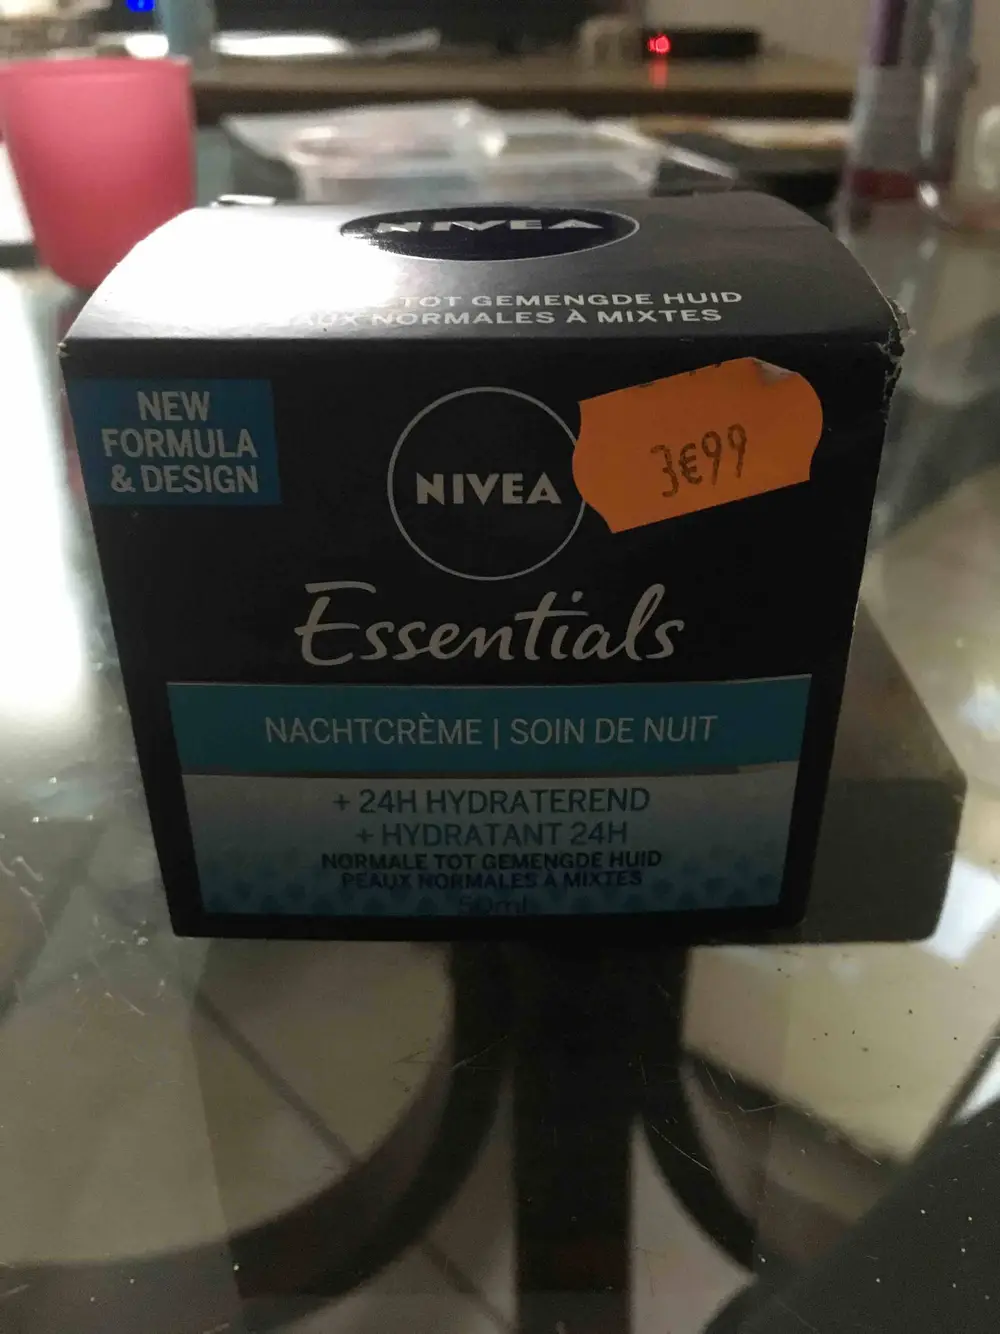 NIVEA
TOT GEMENGDE HUID
AUX NORMALES À MIXTES
NEW
FORMULA
& DESIGN
NIVEA
3€99
Essentials
NACHTCRÈME | SOIN DE NUIT
+ 24H HYDRATEREND
+ HYDRATANT 24H
NORMALE TOT GEMENGDE HUID
PEAUX NORMALES À MIXTES
50ml